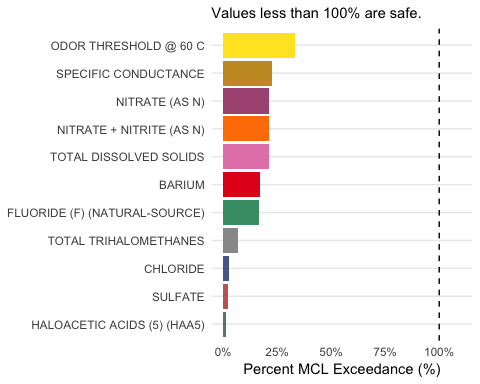 Values less than 100% are safe.
ODOR THRESHOLD @ 60 C
SPECIFIC CONDUCTANCE
NITRATE (AS N)
NITRATE + NITRITE (AS N)
TOTAL DISSOLVED SOLIDS
BARIUM
FLUORIDE (F) (NATURAL-SOURCE)
TOTAL TRIHALOMETHANES
CHLORIDE
SULFATE
HALOACETIC ACIDS (5) (HAA5)
0% 25% 50% 75% 100%
Percent MCL Exceedance (%)